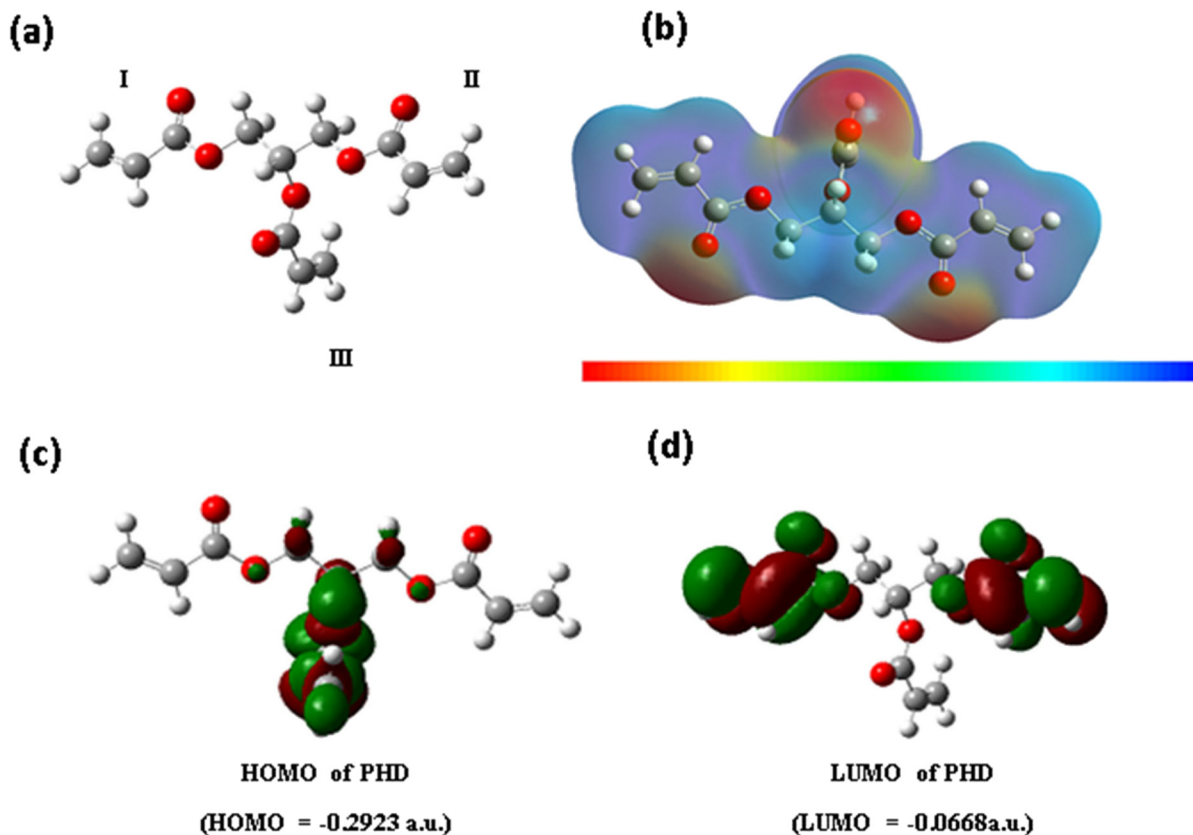 (a)
I
II
III
(b)
(c)
HOMO of PHD
(HOMO = -0.2923 a.u.)
(d)
LUMO of PHD
(LUMO = -0.0668a.u.)